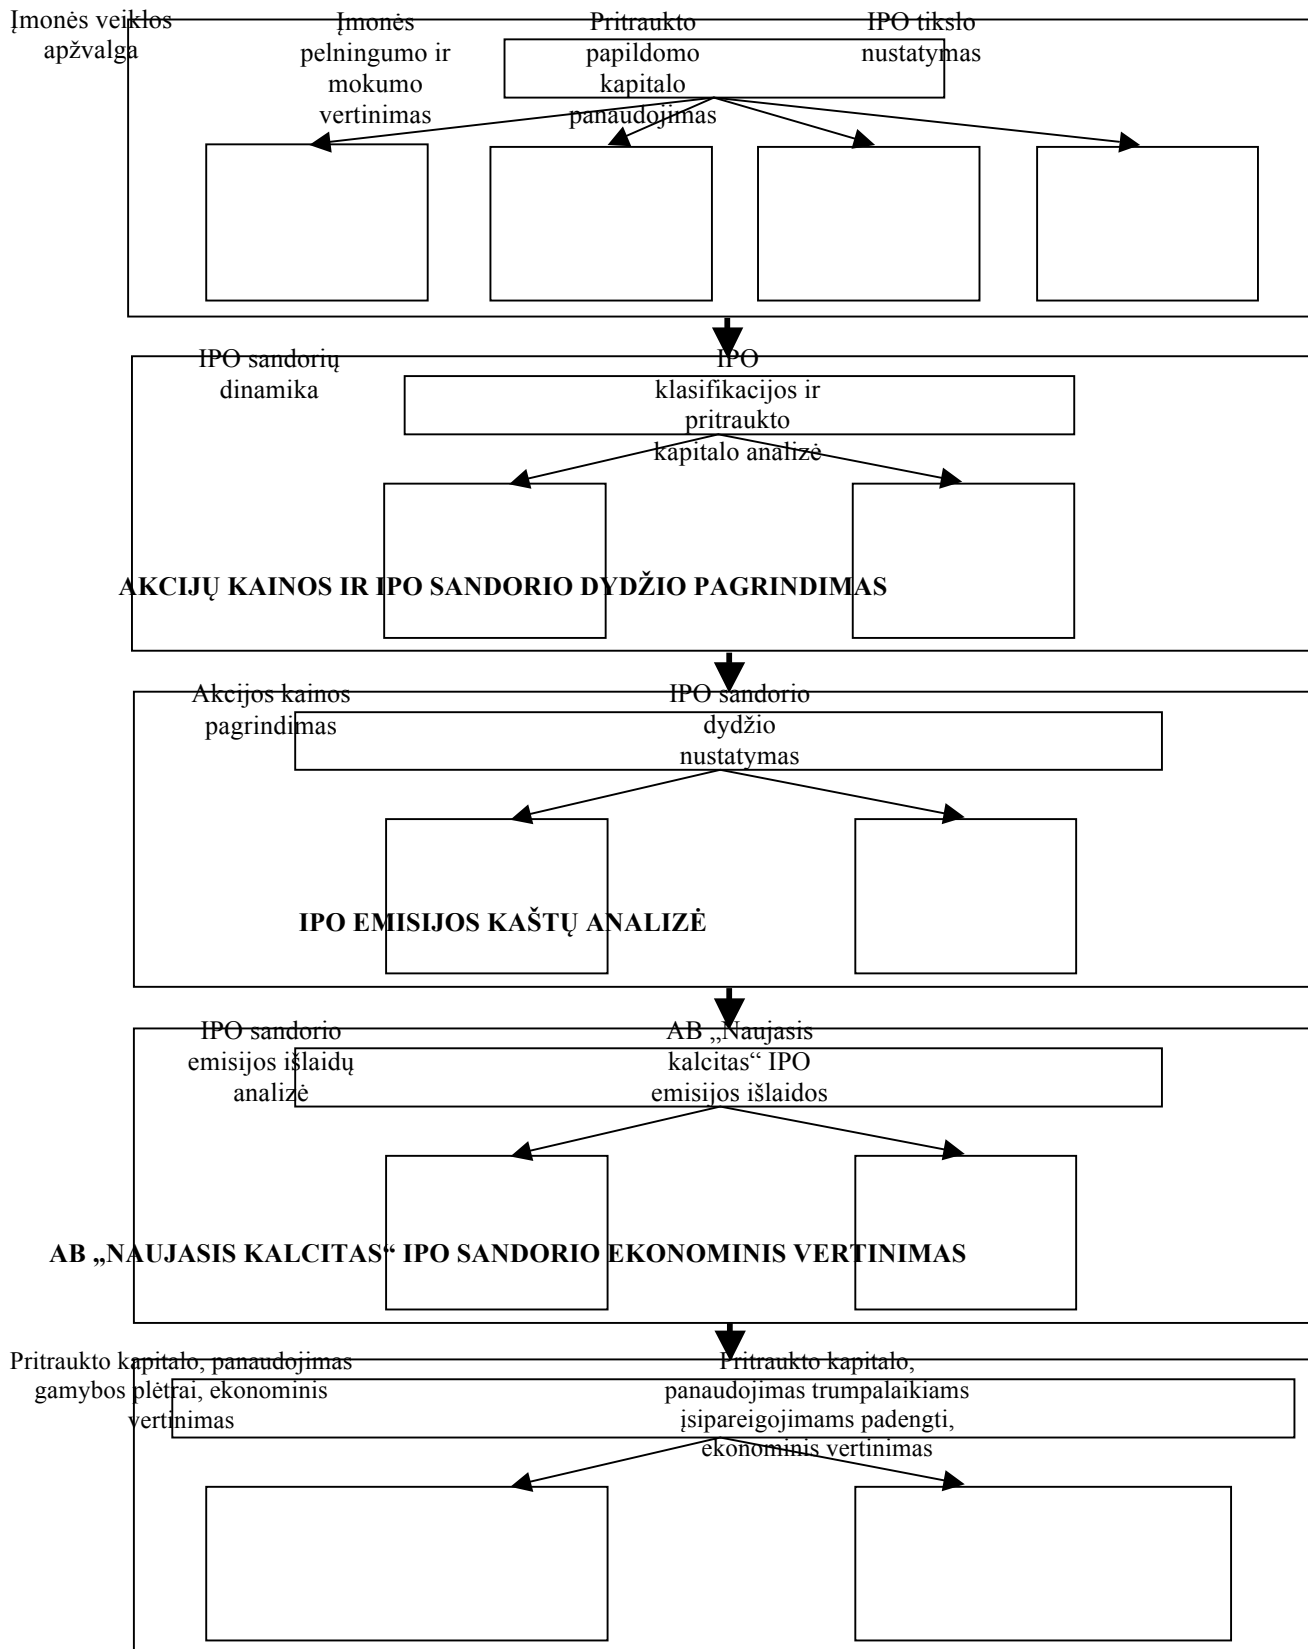 Įmonės veiklos
apžvalga
Įmonės
pelningumo ir
mokumo
vertinimas
Pritraukto
papildomo
kapitalo
panaudojimas
IPO tikslo
nustatymas
IPO sandorių
dinamika
IPO
klasifikacijos ir
pritraukto
kapitalo analizė
AKCIJŲ KAINOS IR IPO SANDORIO DYDŽIO PAGRINDIMAS
Akcijos kainos
pagrindimas
IPO sandorio
dydžio
nustatymas
IPO EMISIJOS KAŠTŲ ANALIZĖ
IPO sandorio
emisijos išlaidų
analizė
AB „Naujasis
kalcitas“ IPO
emisijos išlaidos
AB „NAUJASIS KALCITAS“ IPO SANDORIO EKONOMINIS VERTINIMAS
Pritraukto kapitalo, panaudojimas
gamybos plėtrai, ekonominis
vertinimas
Pritraukto kapitalo,
panaudojimas trumpalaikiams
įsipareigojimams padengti,
ekonominis vertinimas